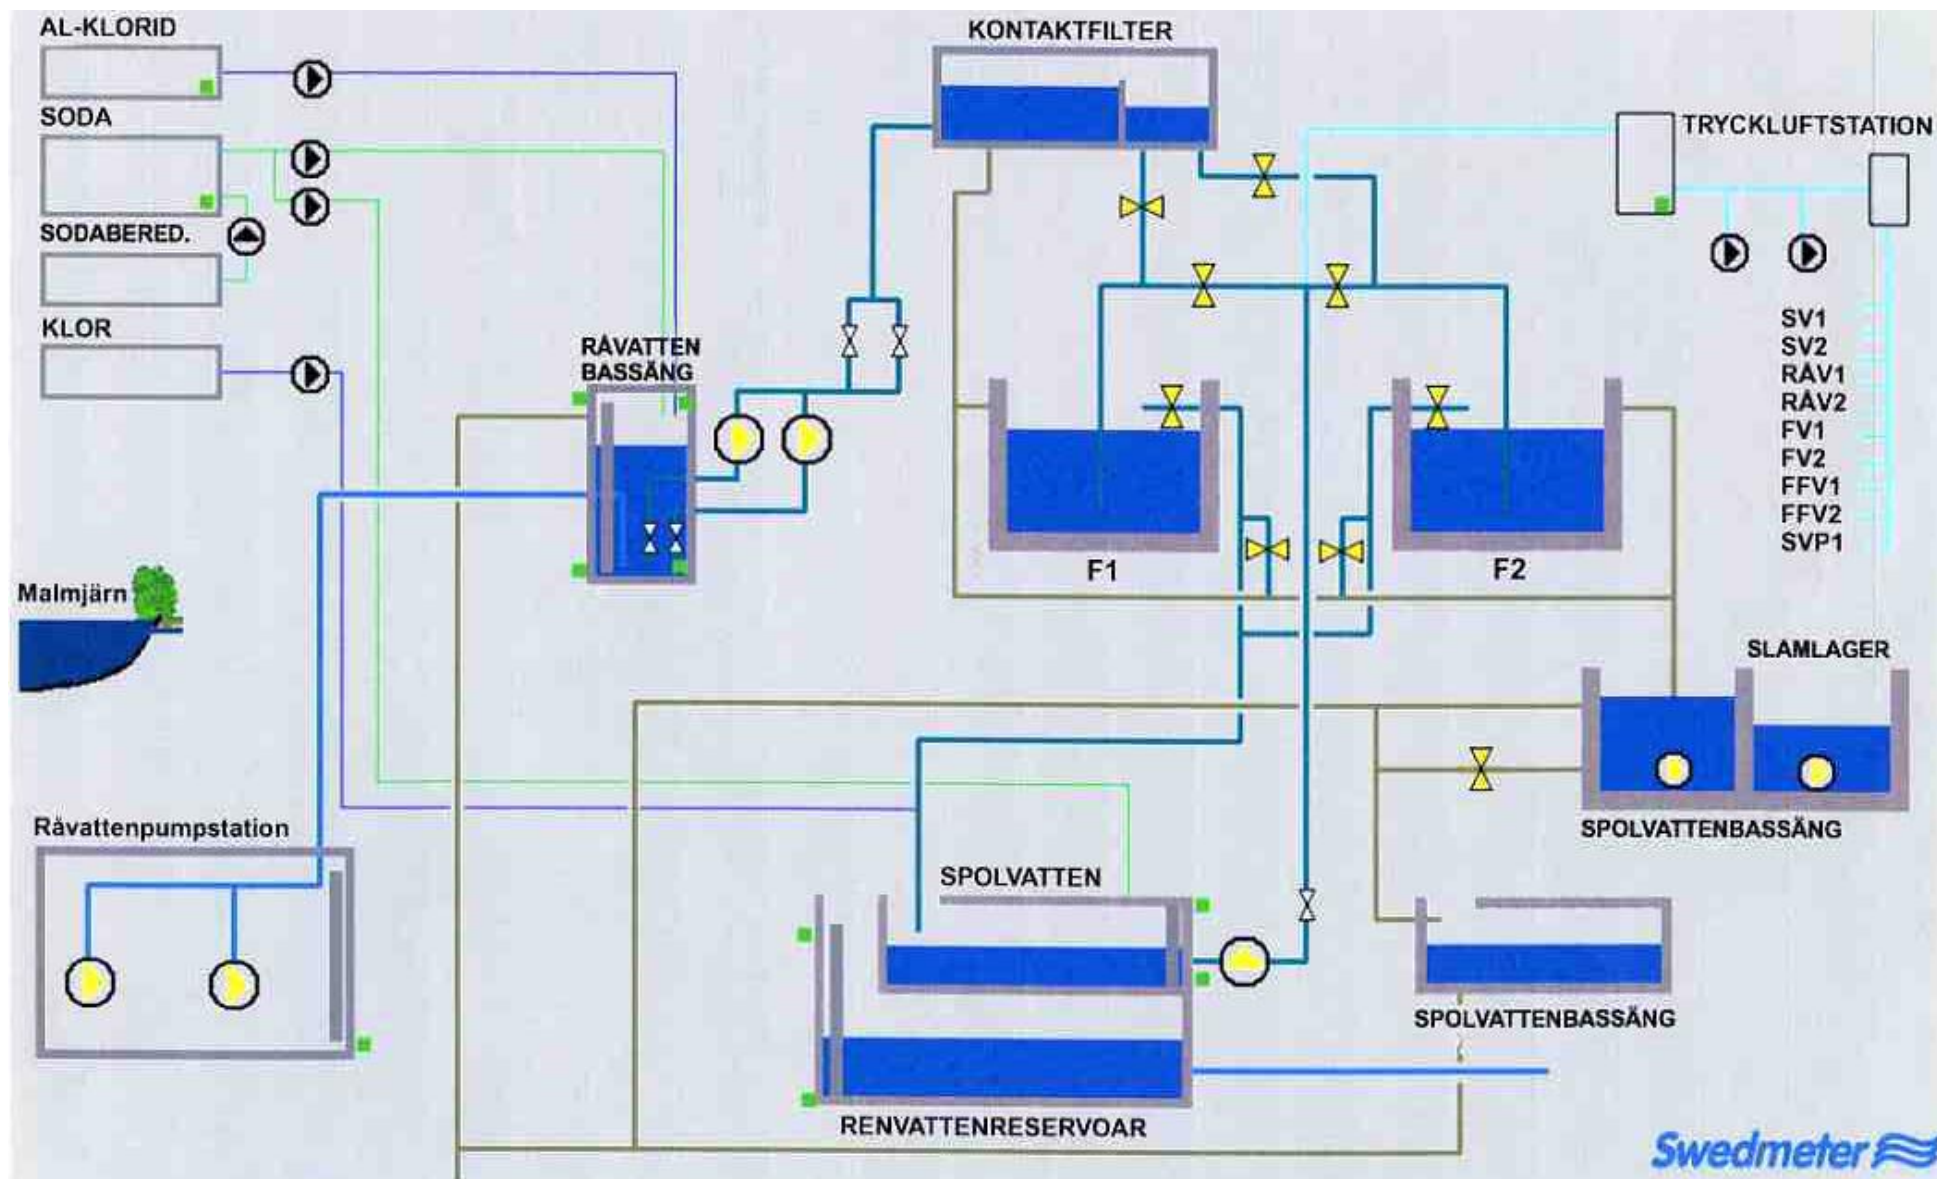 AL-KLORID
SODA
SODABERED.
KLOR
KONTAKTFILTER
TRYCKLUFTSTATION
RÅVATTEN
BASSÄNG
SV1
SV2
RÅV1
RÅV2
FV1
FV2
FFV1
FFV2
SVP1
F1
F2
Malmjärn
SLAMLAGER
Råvattenpumpstation
SPOLVATTENBASSÄNG
SPOLVATTEN
SPOLVATTENBASSÄNG
RENVATTENRESERVOAR
Swedmeter